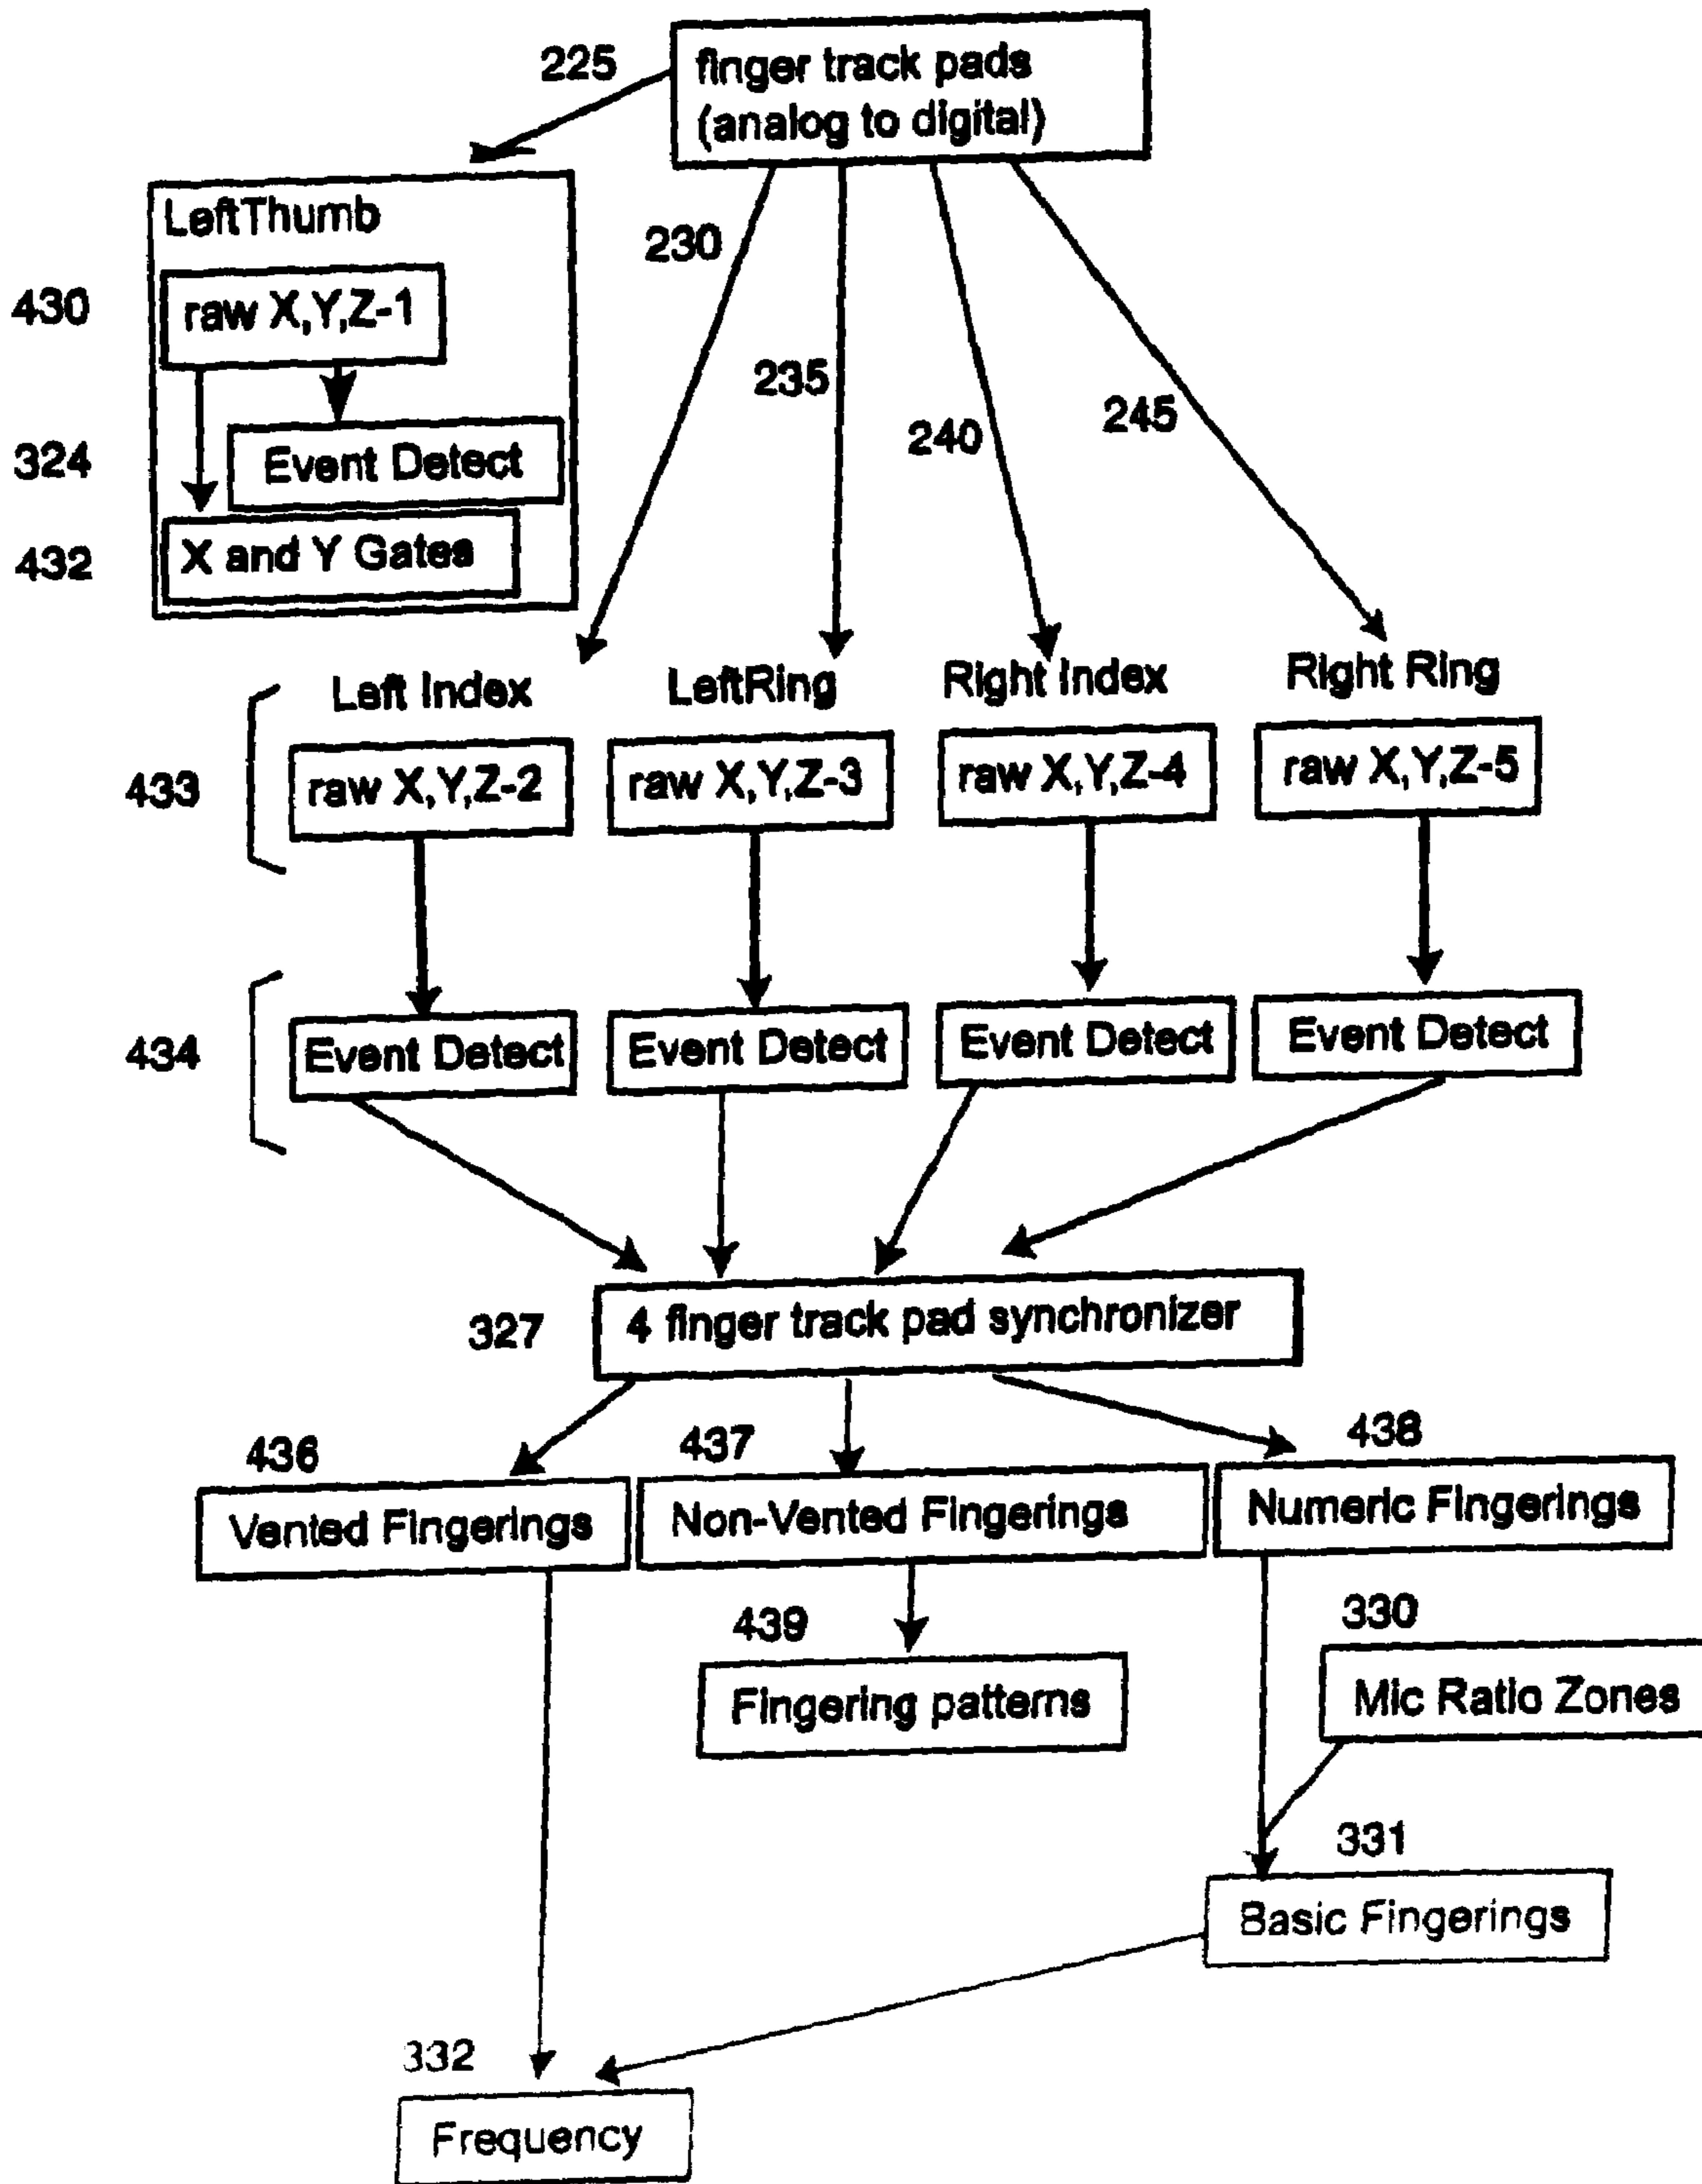 225
finger track pads
(analog to digital)
LeftThumb
230
430
raw X,Y,Z-1
235
245
240
324
Event Detect
432
X and Y Gates
Left Index
LeftRing
Right Index
Right Ring
433
raw X,Y,Z-2
raw X,Y,Z-3
raw X,Y,Z-4
raw X,Y,Z-5
434
Event Detect
Event Detect
Event Detect
Event Detect
327
4 finger track pad synchronizer
436
437
438
Vented Fingerings
Non-Vented Fingerings
Numeric Fingerings
439
330
Fingering patterns
Mic Ratio Zones
331
Basic Fingerings
332
Frequency